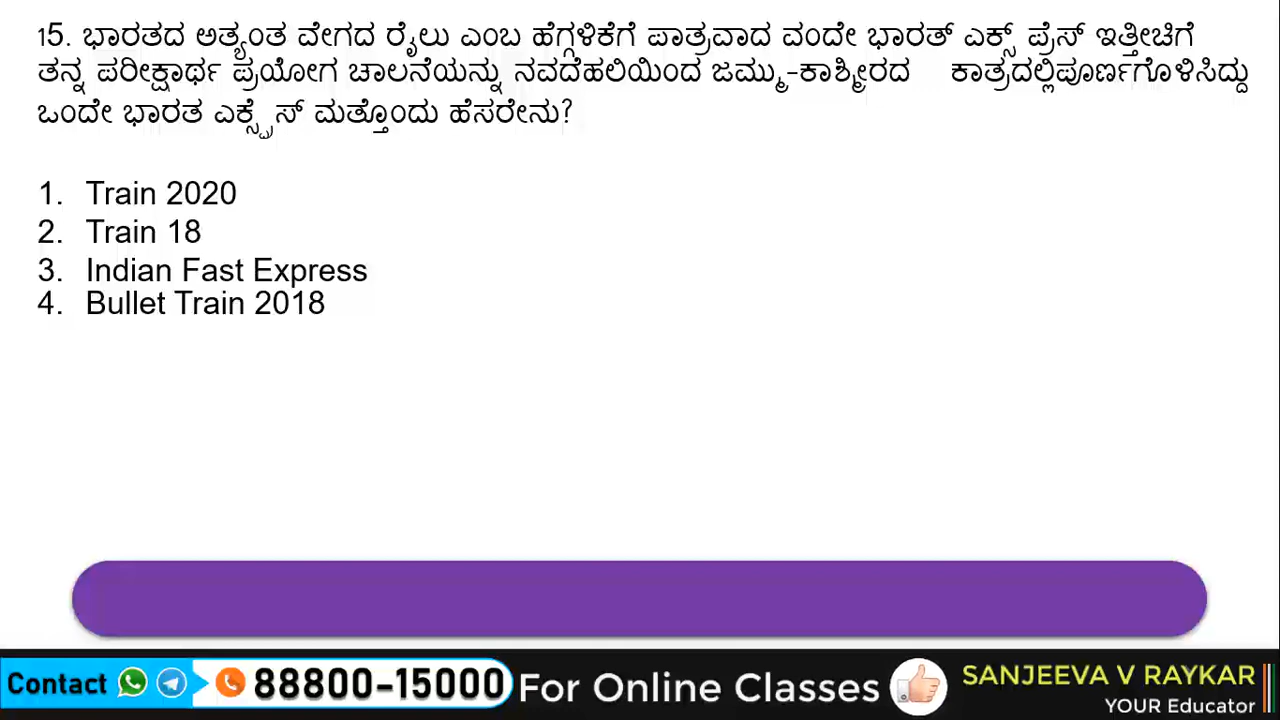 15. ಭಾರತದ ಅತ್ಯಂತ ವೇಗದ ರೈಲು ಎಂಬ ಹೆಗ್ಗಳಿಕೆಗೆ ಪಾತ್ರವಾದ ವಂದೇ ಭಾರತ್ ಎಕ್ಸ್ ಪ್ರೆಸ್ ಇತ್ತೀಚಿಗೆ
ತನ್ನ ಪರೀಕ್ಷಾರ್ಥ ಪ್ರಯೋಗ ಚಾಲನೆಯನ್ನು ನವದೆಹಲಿಯಿಂದ ಜಮ್ಮು-ಕಾಶ್ಮೀರದ ಕಾತ್ರದಲ್ಲಿಪೂರ್ಣಗೊಳಿಸಿದ್ದು
ಒಂದೇ ಭಾರತ ಎಕ್ಸ್ಪ್ರೆಸ್ ಮತ್ತೊಂದು ಹೆಸರೇನು?
1. Train 2020
2. Train 18
3. Indian Fast Express
4. Bullet Train 2018
Contact 88800-15000 For Online Classes SANJEEVA V RAYKAR
YOUR Educator